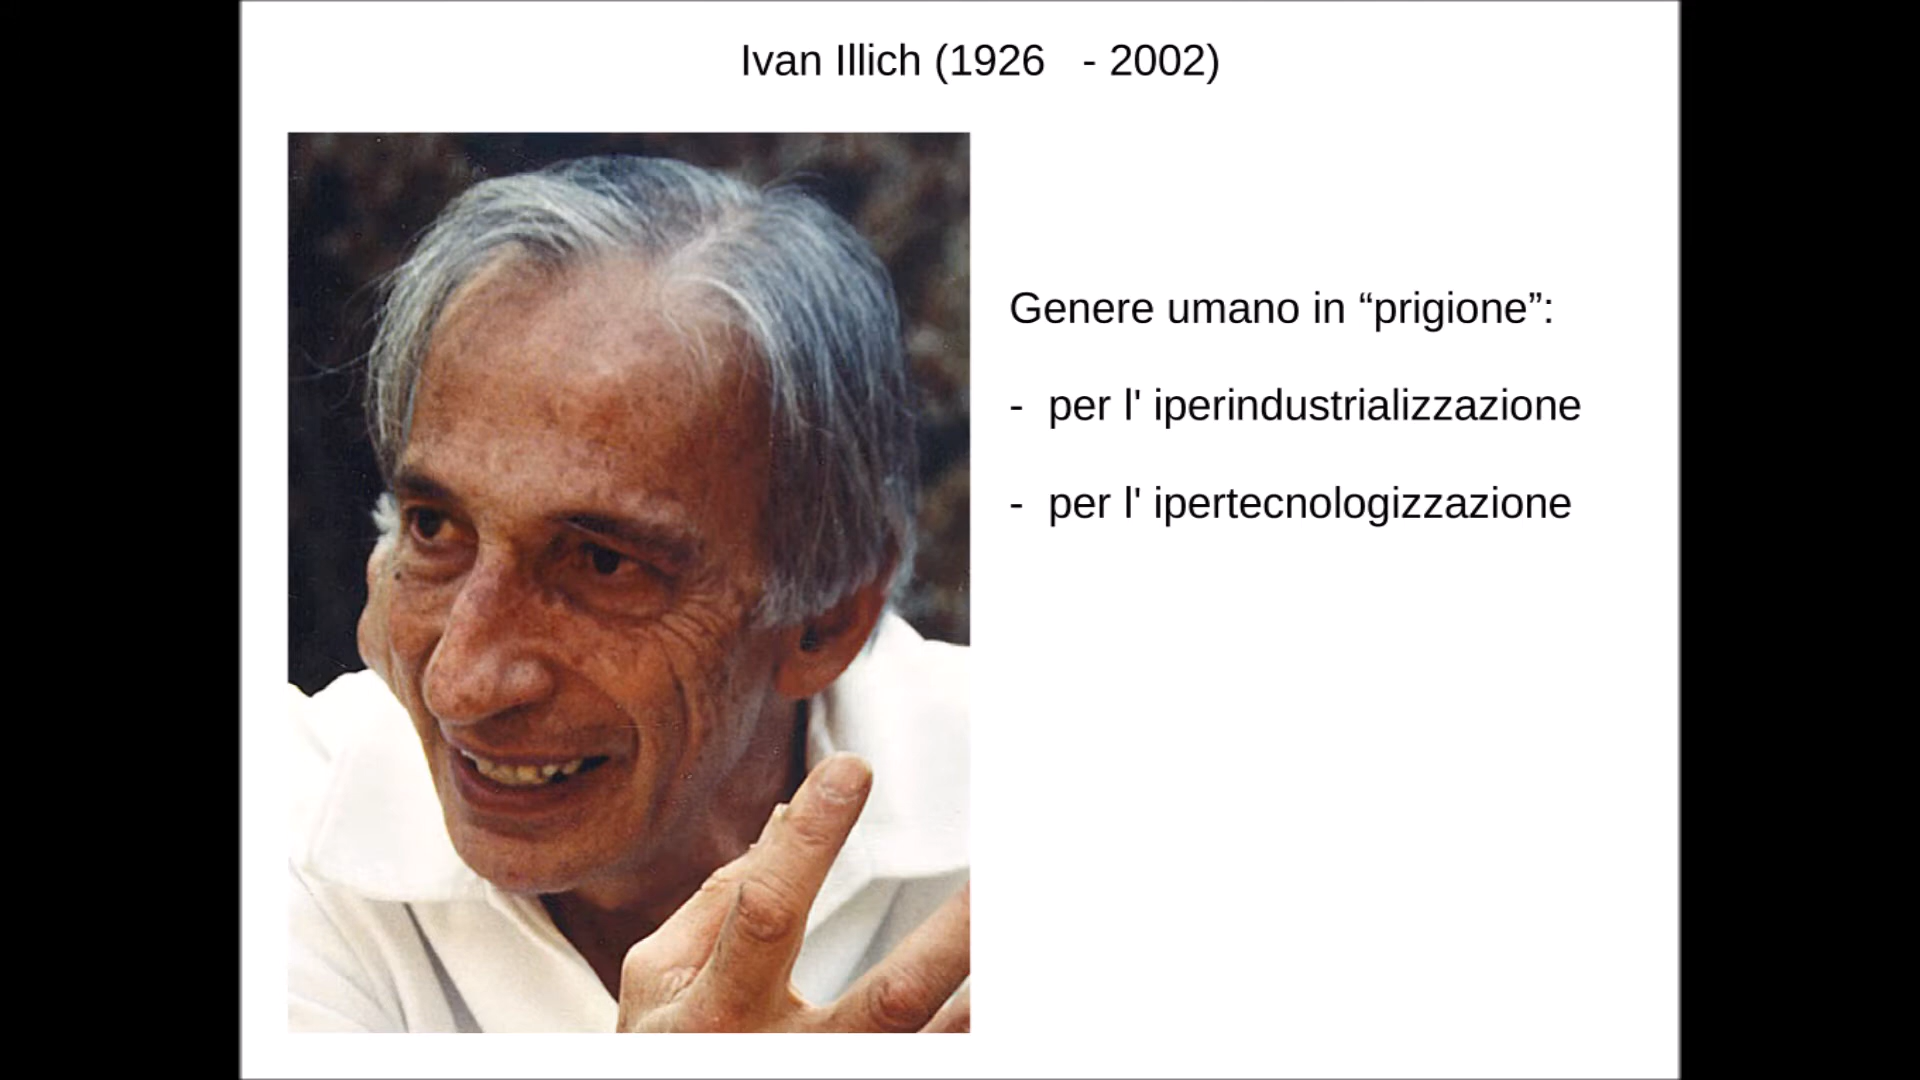 Ivan Illich (1926   - 2002)
Genere umano in “prigione”:
-  per l' iperindustrializzazione
-  per l' ipertecnologizzazione